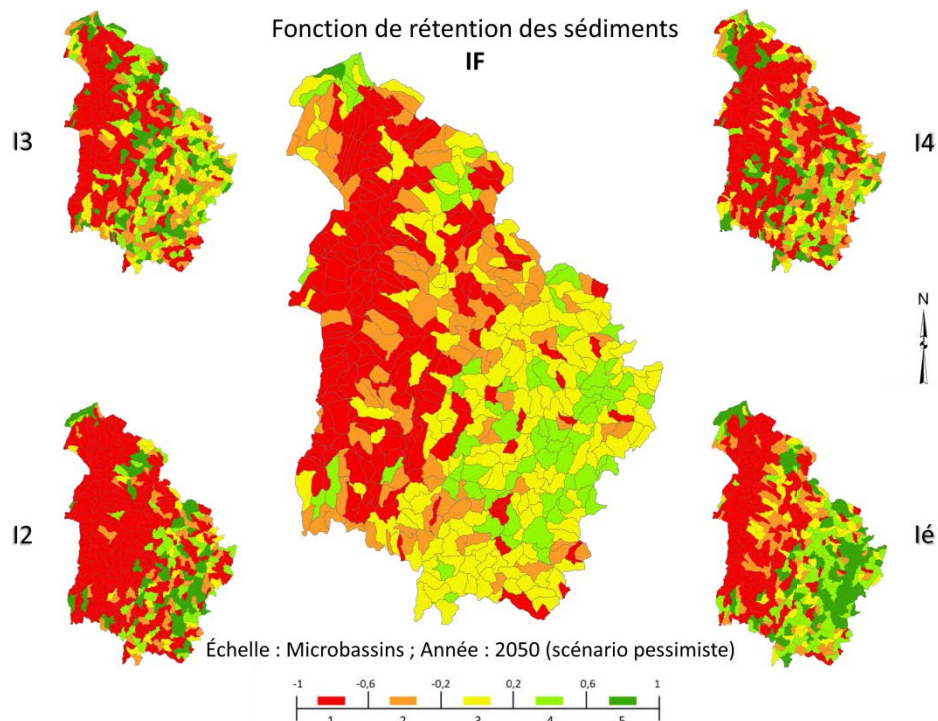 Fonction de rétention des sédiments
IF
I3
I4
N
I2
Ié
Échelle : Microbassins ; Année : 2050 (scénario pessimiste)
-1 -0,6 -0,2 0,2 0,6 1
1 2 3 4 5